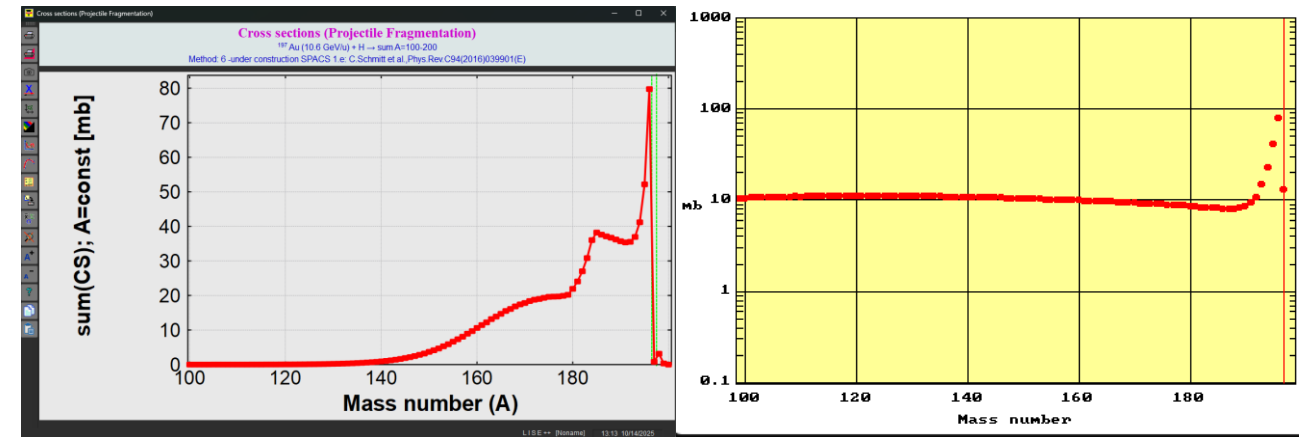 Cross sections (Projectile Fragmentation)
Cross sections (Projectile Fragmentation)
¹⁹⁷Au (10.6 GeV/u) + H → sum A=100-200
Method: 6 -under construction SPACS 1.e: C.Schmitt et al.,Phys.Rev.C94(2016)039901(E)
sum(CS); A=const [mb]
80
70
60
50
40
30
20
10
0
100 120 140 160 180
Mass number (A)
L I S E ++ [Noname] 13:13 10/14/2025
1000
100
mb 10
1
0.1
100 120 140 160 180
Mass number